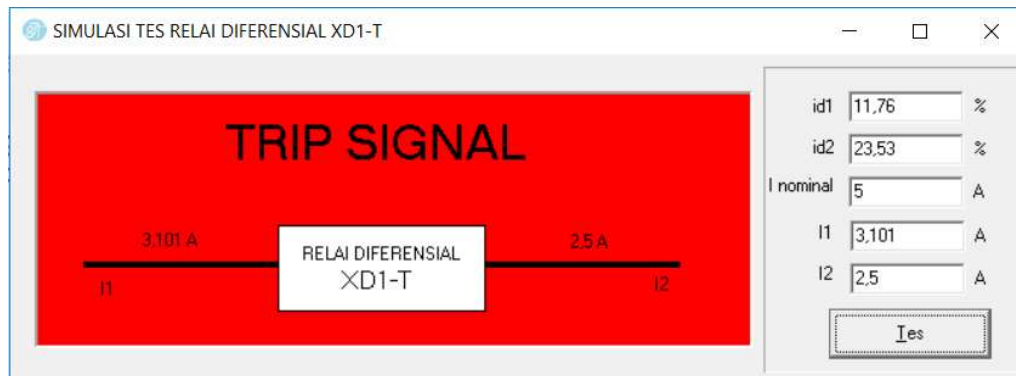 SIMULASI TES RELAI DIFERENSIAL XD1-T
TRIP SIGNAL
3,101 A
2,5 A
RELAI DIFERENSIAL
XD1-T
I1
I2
id1 11,76 %
id2 23,53 %
I nominal 5 A
I1 3,101 A
I2 2,5 A
Tes